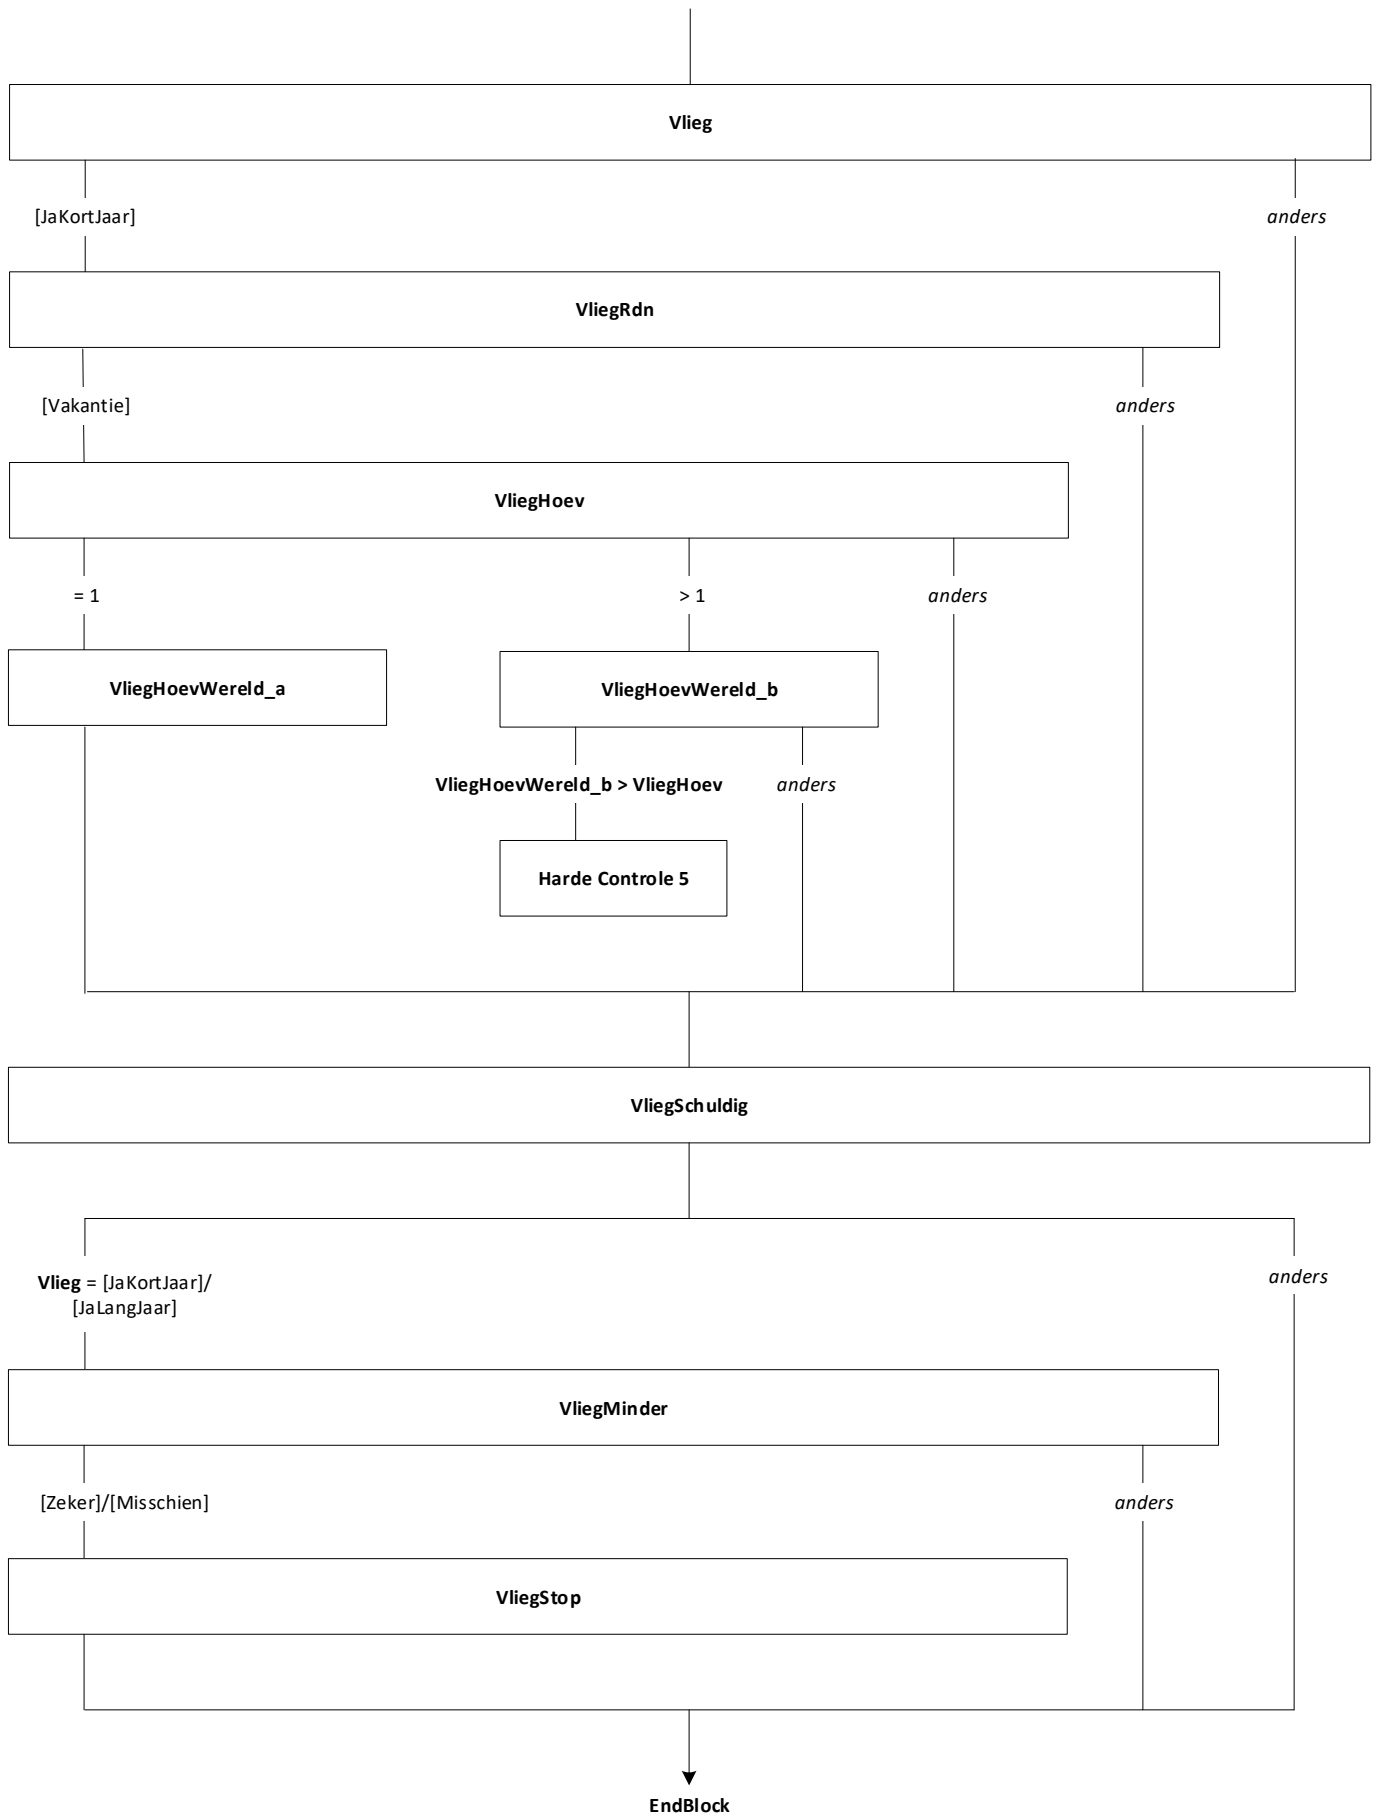 Vlieg
[JaKortJaar]
anders
VliegRdn
[Vakantie]
anders
VliegHoev
= 1
> 1
anders
VliegHoevWereld_a
VliegHoevWereld_b
VliegHoevWereld_b > VliegHoev
anders
Harde Controle 5
VliegSchuldig
Vlieg = [JaKortJaar]/
[JaLangJaar]
anders
VliegMinder
[Zeker]/[Misschien]
anders
VliegStop
EndBlock